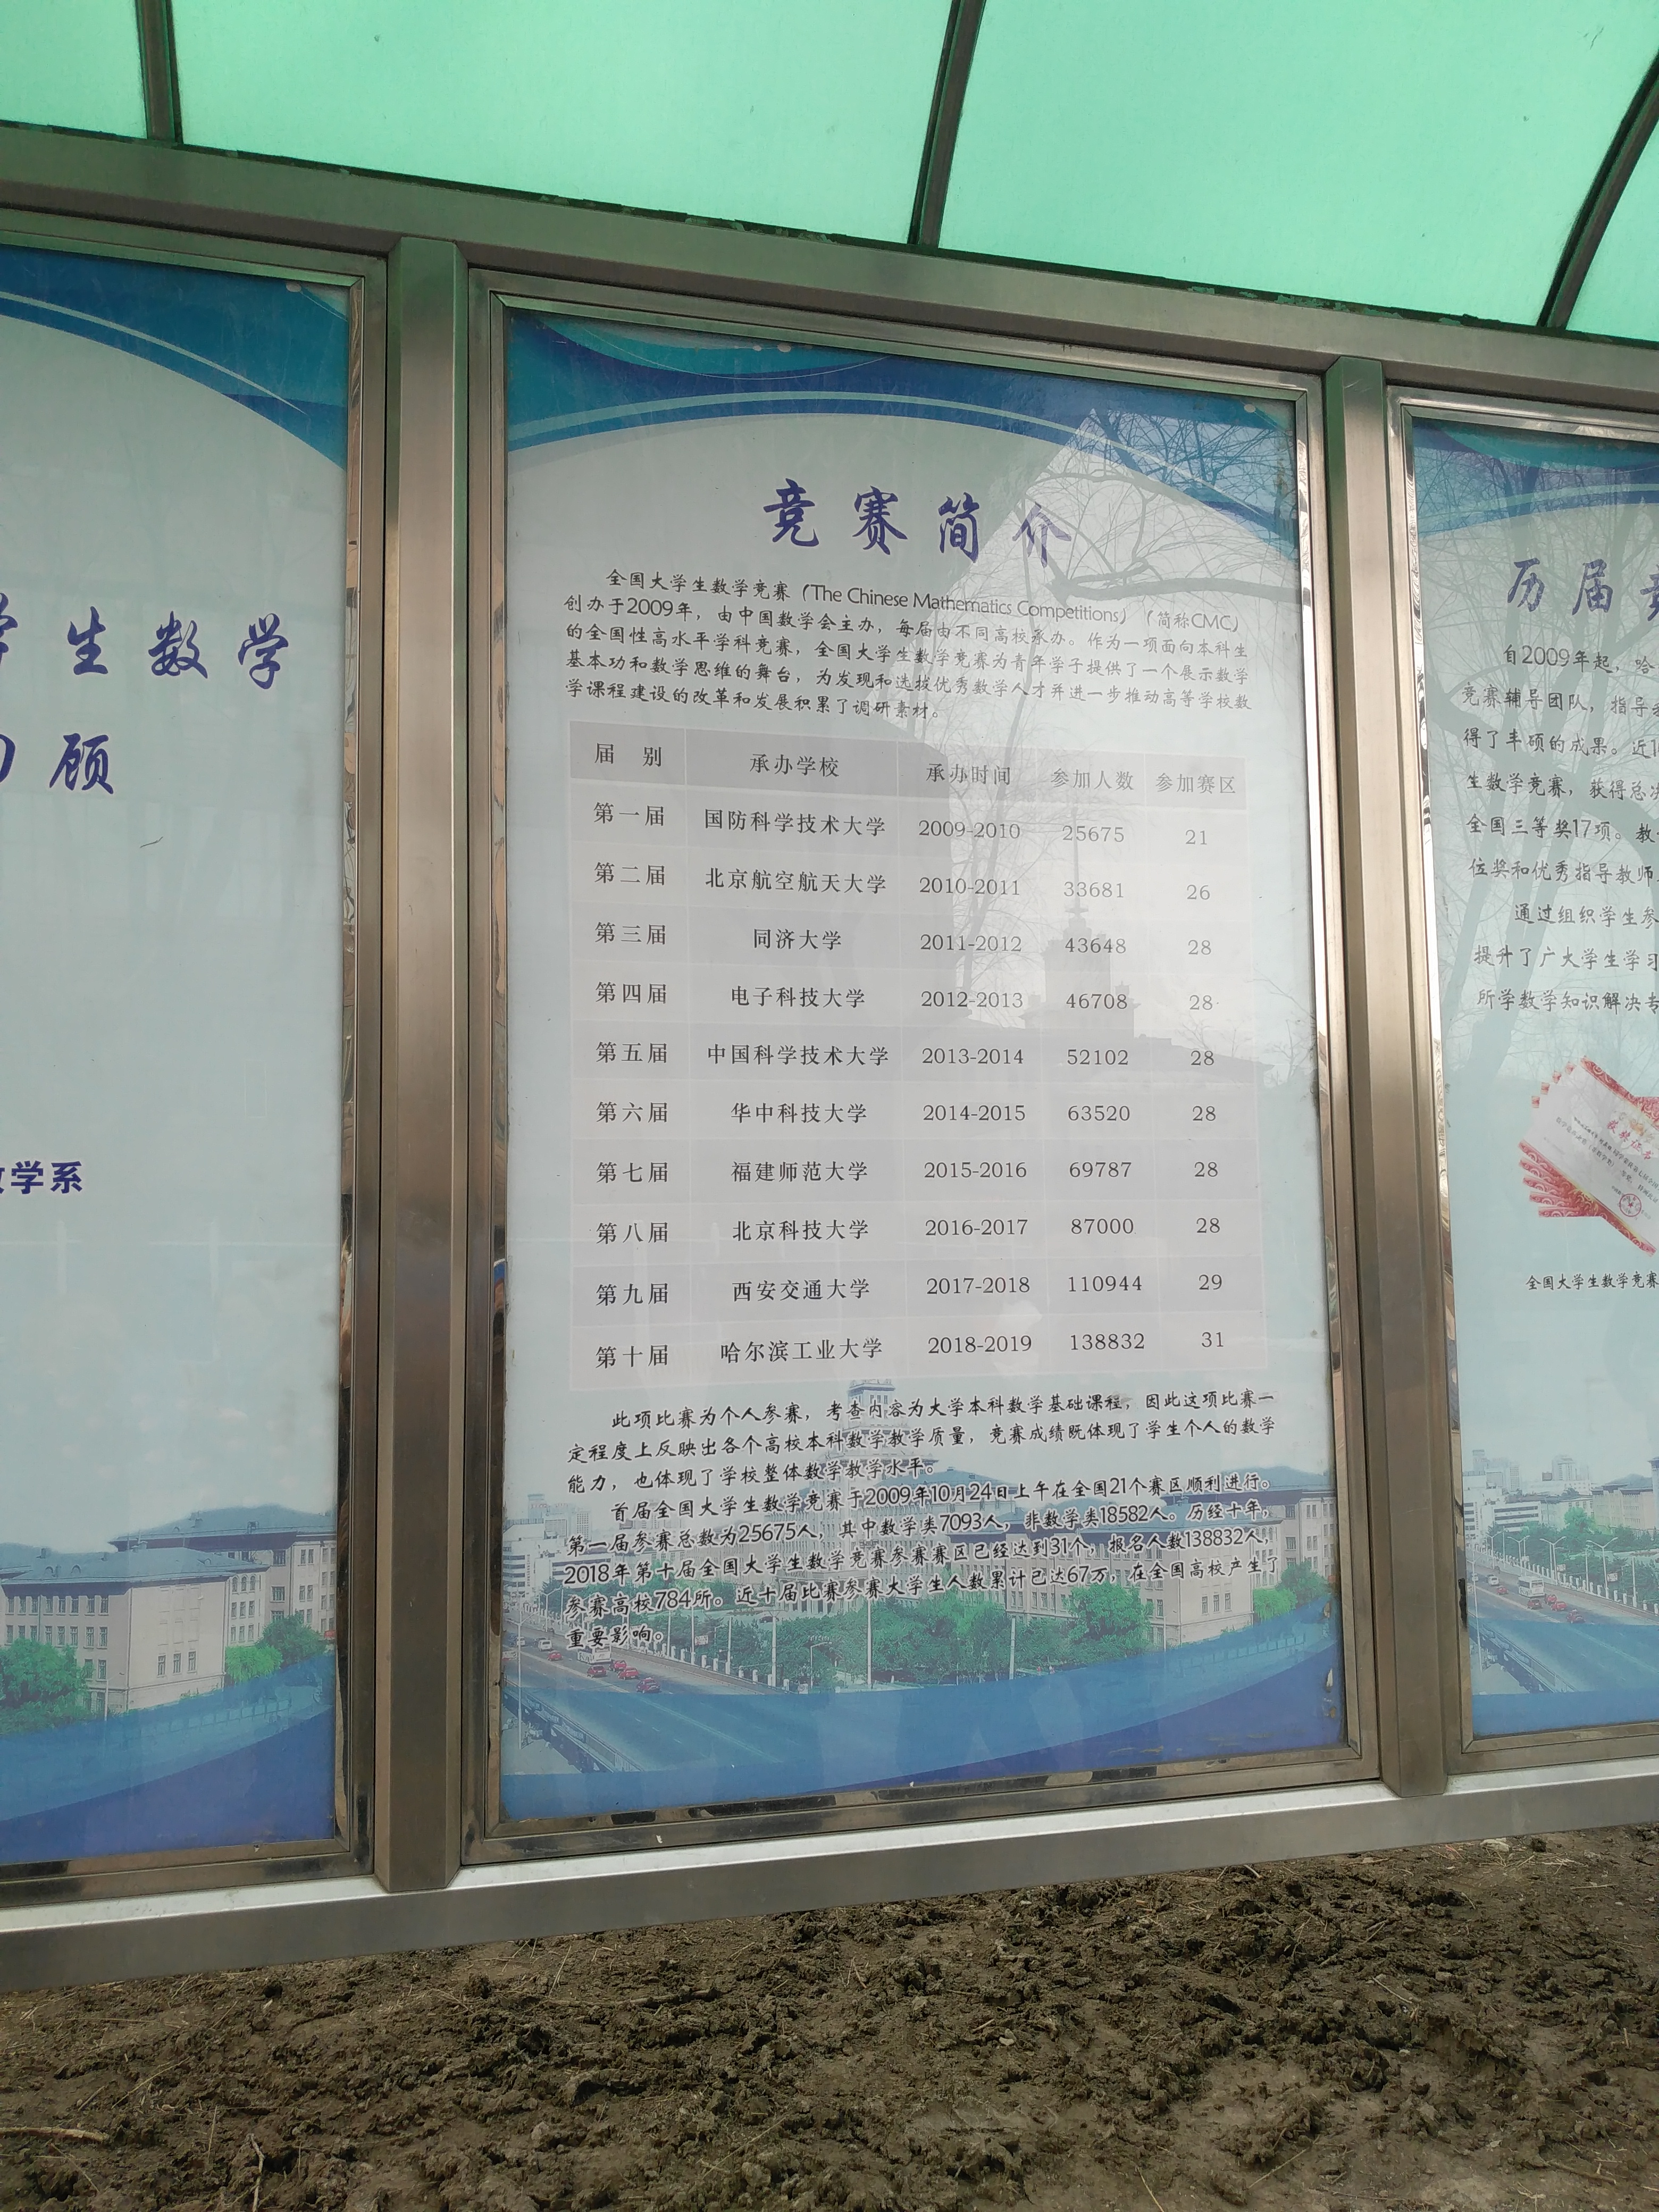 生数学
顾
数学系
竞赛简介
全国大学生数学竞赛（The Chinese Mathematics Competitions）（简称CMC）
创办于2009年，由中国数学会主办，每届由不同高校承办。作为一项面向本科生
的全国性高水平学科竞赛，全国大学生数学竞赛为青年学子提供了一个展示数学
基本功和数学思维的舞台，为发现和选拔优秀数学人才并进一步推动高等学校数
学课程建设的改革和发展积累了调研素材。
届 别 承办学校 承办时间 参加人数 参加赛区
第一届 国防科学技术大学 2009-2010 25675 21
第二届 北京航空航天大学 2010-2011 33681 26
第三届 同济大学 2011-2012 43648 28
第四届 电子科技大学 2012-2013 46708 28
第五届 中国科学技术大学 2013-2014 52102 28
第六届 华中科技大学 2014-2015 63520 28
第七届 福建师范大学 2015-2016 69787 28
第八届 北京科技大学 2016-2017 87000 28
第九届 西安交通大学 2017-2018 110944 29
第十届 哈尔滨工业大学 2018-2019 138832 31
此项比赛为个人参赛，考查内容为大学本科数学基础课程，因此这项比赛一
定程度上反映出各个高校本科数学教学质量，竞赛成绩既体现了学生个人的数学
能力，也体现了学校整体数学教学水平。
首届全国大学生数学竞赛于2009年10月24日上午在全国21个赛区顺利进行。
第一届参赛总数为25675人，其中数学类7093人，非数学类18582人。历经十年，
2018年第十届全国大学生数学竞赛参赛赛区已经达到31个，报名人数138832人，
参赛高校784所。近十届比赛参赛大学生人数累计已达67万，在全国高校产生了
重要影响。
历届
自2009年起，哈
竞赛辅导团队，指导
得了丰硕的成果。近1
生数学竞赛，获得总决
全国三等奖17项。教
位奖和优秀指导教师
通过组织学生参
提升了广大学生学习
所学数学知识解决专
全国大学生数学竞赛